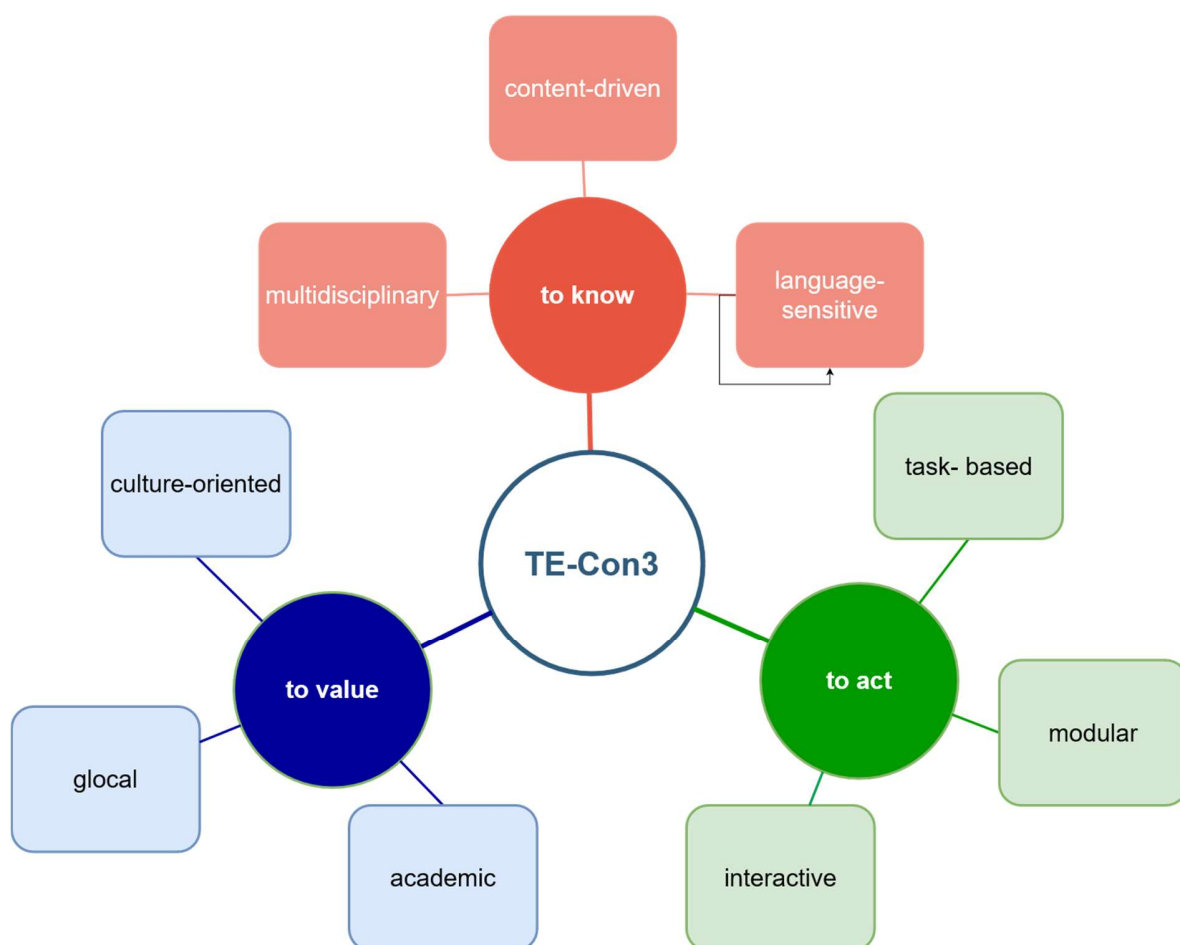 content-driven
multidisciplinary
to know
language-
sensitive
culture-oriented
task- based
TE-Con3
to value
to act
modular
glocal
academic
interactive